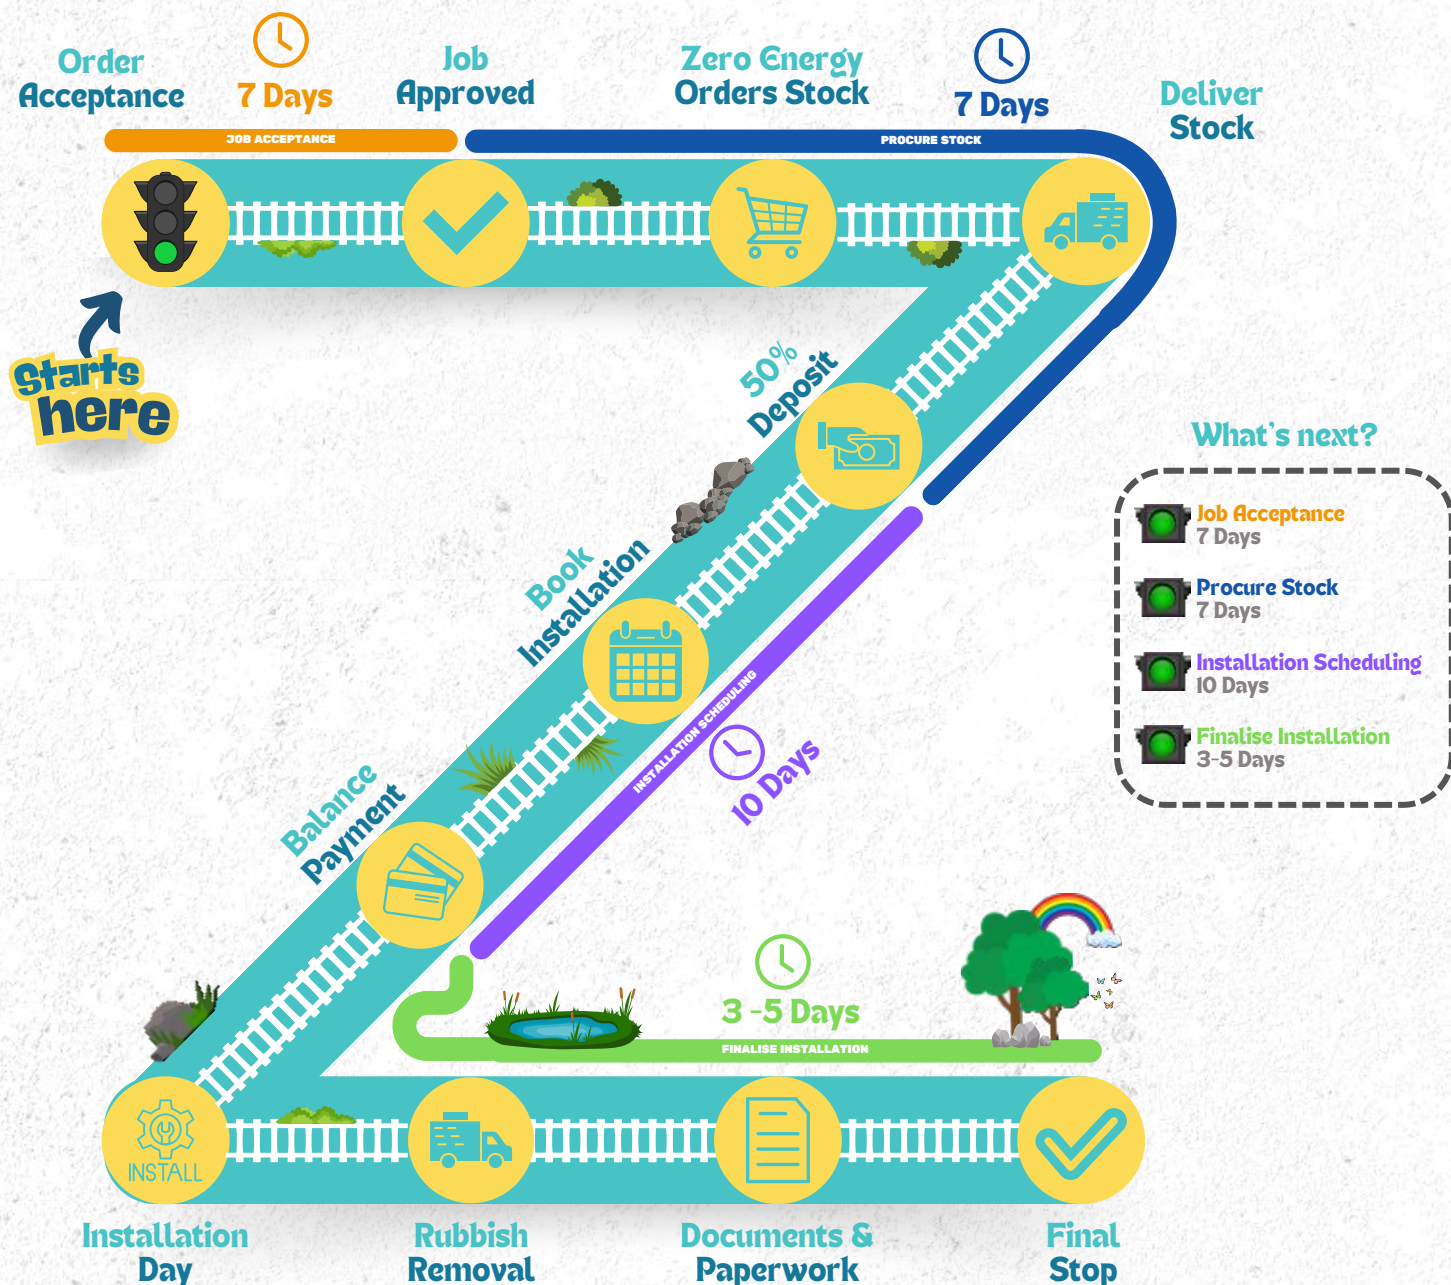 Order
Acceptance
7 Days
Job
Approved
Zero Energy
Orders Stock
7 Days
Deliver
Stock
JOB ACCEPTANCE
PROCURE STOCK
Starts
here
50%
Deposit
Book
Installation
INSTALLATION SCHEDULING
10 Days
Balance
Payment
What's next?
Job Acceptance
7 Days
Procure Stock
7 Days
Installation Scheduling
10 Days
Finalise Installation
3-5 Days
3 -5 Days
FINALISE INSTALLATION
INSTALL
Installation
Day
Rubbish
Removal
Documents &
Paperwork
Final
Stop